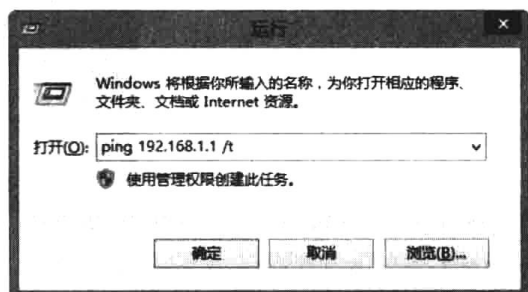 运行
Windows 将根据你所输入的名称，为你打开相应的程序、
文件夹、文档或 Internet 资源。
打开(O): ping 192.168.1.1 /t
使用管理权限创建此任务。
确定 取消 浏览(B)...